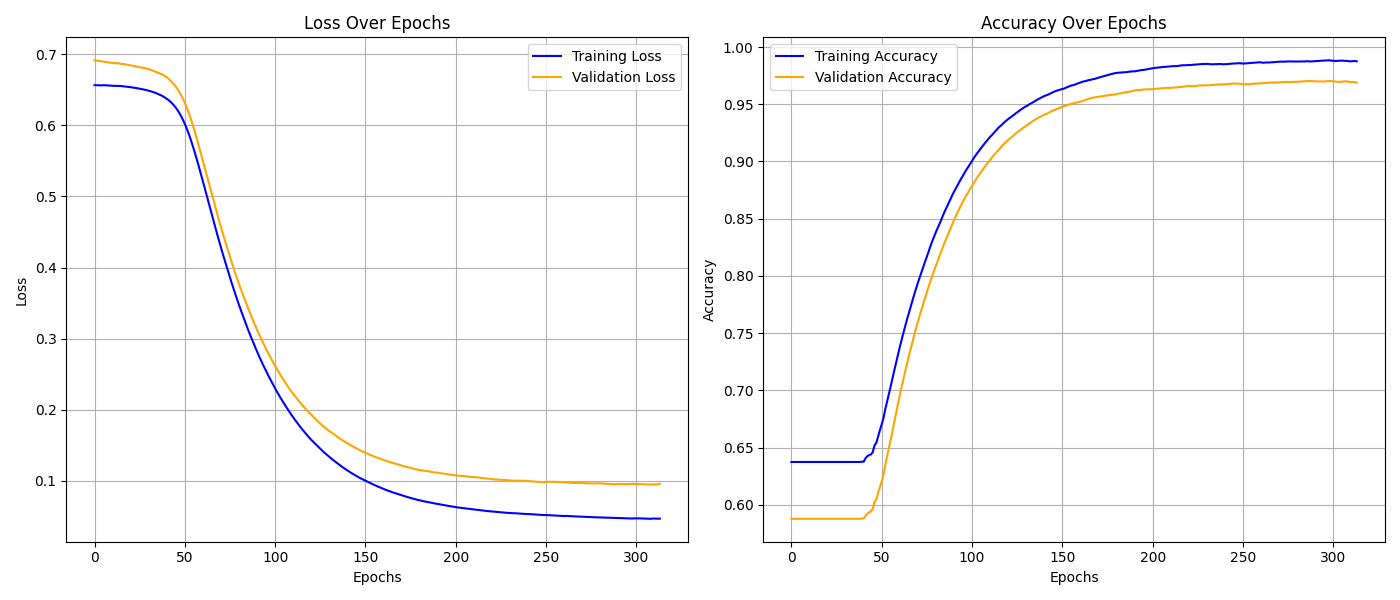 Loss Over Epochs
Training Loss
Validation Loss
0.7
0.6
0.5
0.4
0.3
0.2
0.1
Loss
0 50 100 150 200 250 300
Epochs
Accuracy Over Epochs
Training Accuracy
Validation Accuracy
1.00
0.95
0.90
0.85
0.80
0.75
0.70
0.65
0.60
Accuracy
0 50 100 150 200 250 300
Epochs